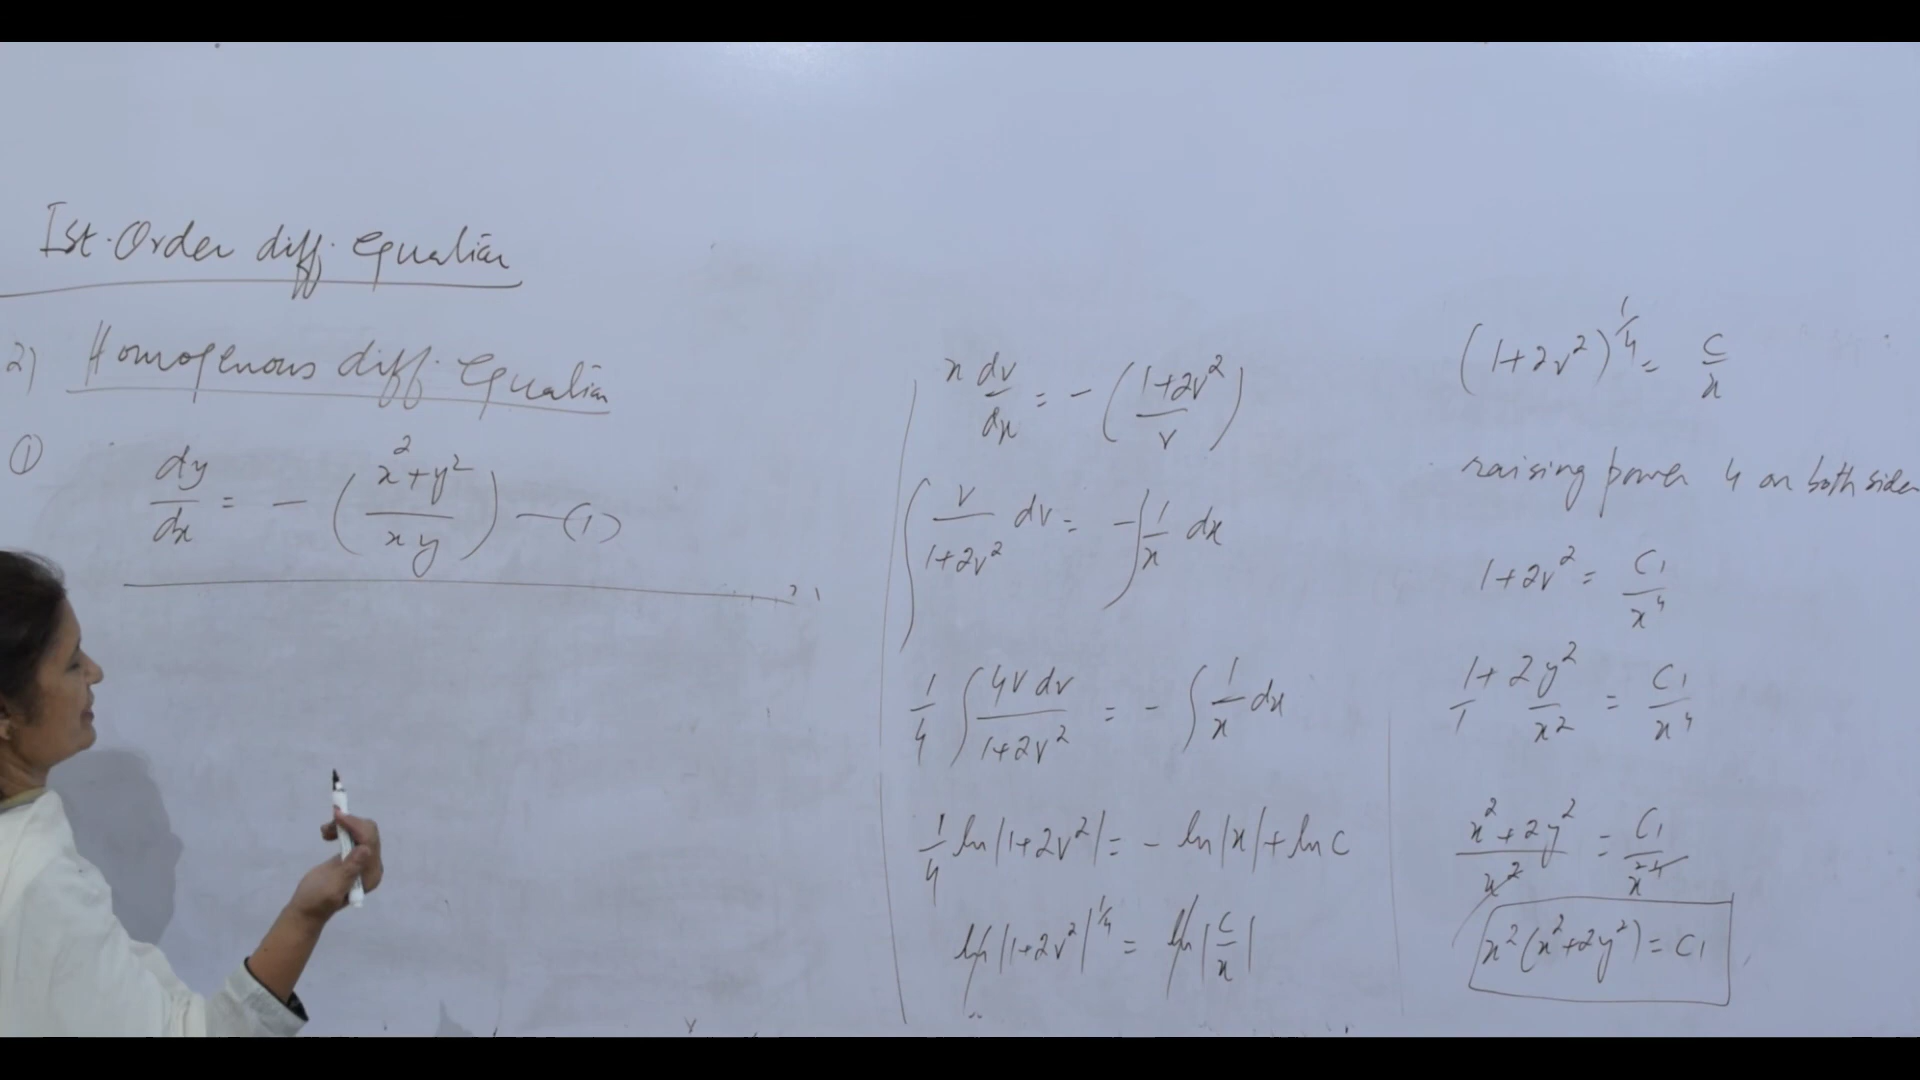 Ist. Order diff. equation
2) Homogenous diff. Equation
① dy/dx = - (x²+y²/xy) - (1)
x dv/dx = - (1+2v²/v)
∫ v/1+2v² dv = - ∫ 1/x dx
1/4 ∫ 4v dv/1+2v² = - ∫ 1/x dx
1/4 ln|1+2v²| = - ln|x| + ln c
ln|1+2v²|^1/4 = ln|c/x|
(1+2v²)^1/4 = c/x
raising power 4 on both sides
1+2v² = C₁/x⁴
1/1 + 2y²/x² = C₁/x⁴
x²+2y²/x² = C₁/x²⁴
x²(x²+2y²) = C₁